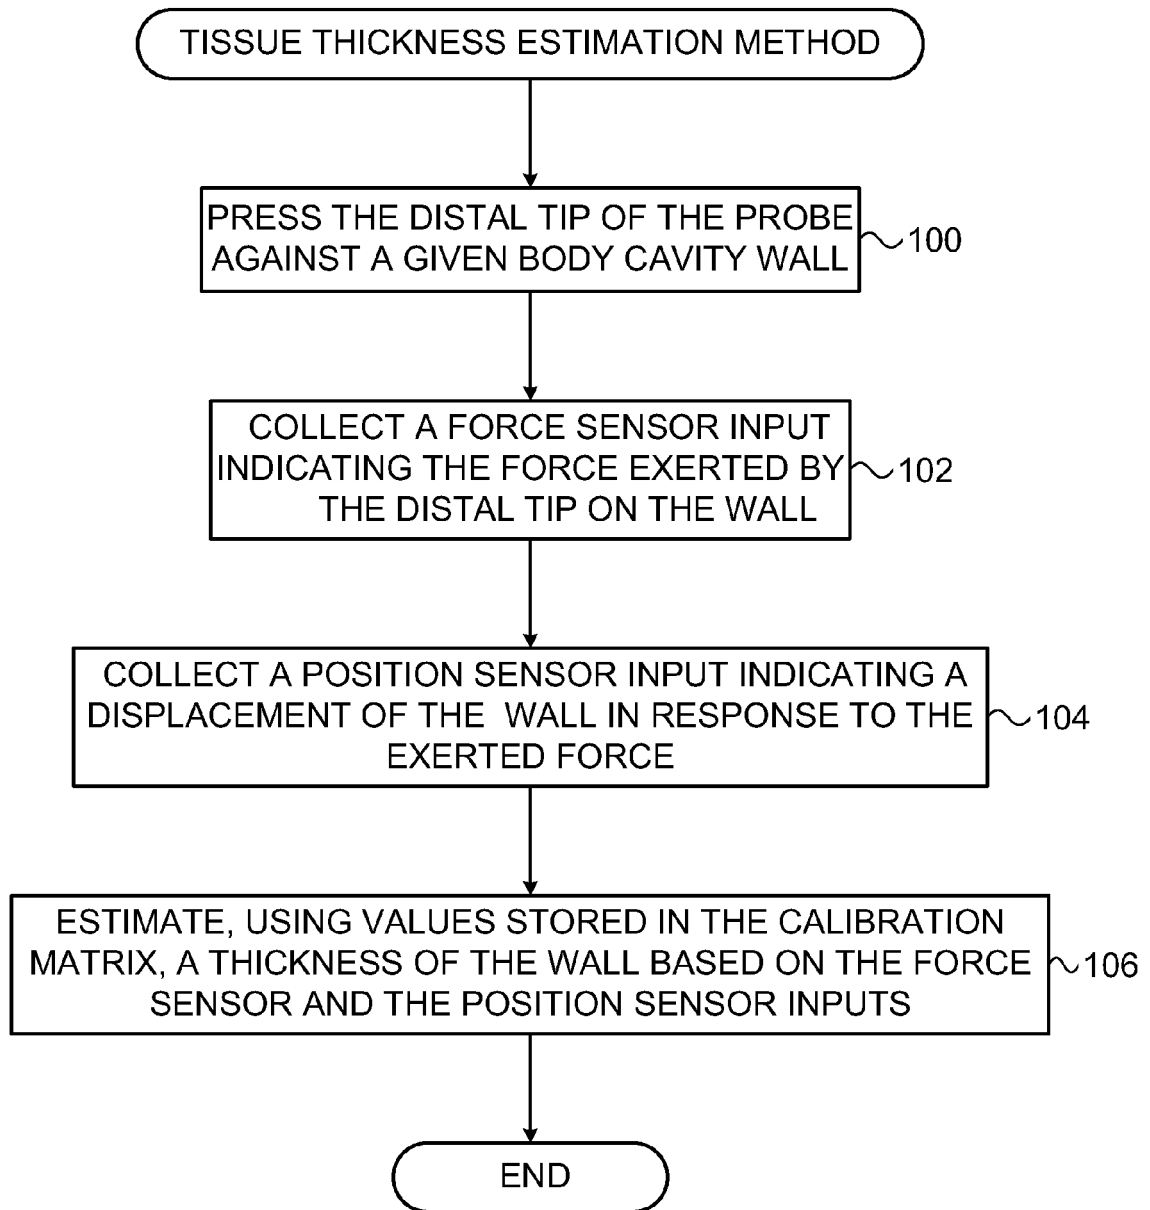 TISSUE THICKNESS ESTIMATION METHOD
PRESS THE DISTAL TIP OF THE PROBE
AGAINST A GIVEN BODY CAVITY WALL
100
COLLECT A FORCE SENSOR INPUT
INDICATING THE FORCE EXERTED BY
THE DISTAL TIP ON THE WALL
102
COLLECT A POSITION SENSOR INPUT INDICATING A
DISPLACEMENT OF THE WALL IN RESPONSE TO THE
EXERTED FORCE
104
ESTIMATE, USING VALUES STORED IN THE CALIBRATION
MATRIX, A THICKNESS OF THE WALL BASED ON THE FORCE
SENSOR AND THE POSITION SENSOR INPUTS
106
END